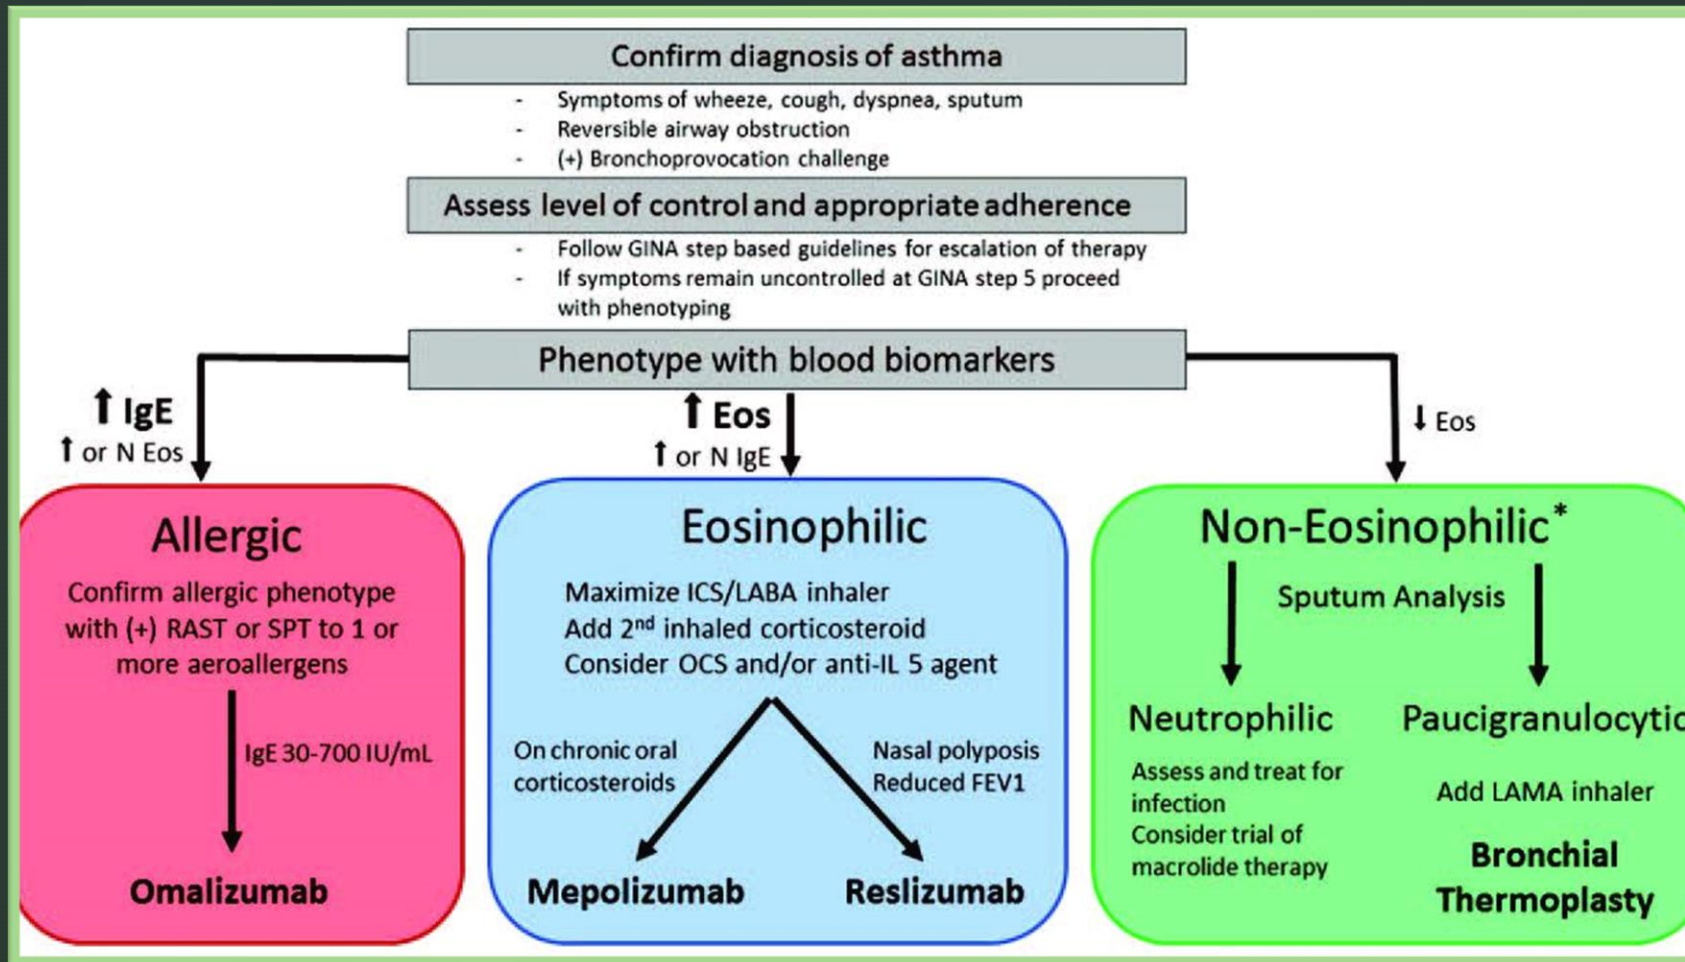 Confirm diagnosis of asthma
- Symptoms of wheeze, cough, dyspnea, sputum
- Reversible airway obstruction
- (+) Bronchoprovocation challenge
Assess level of control and appropriate adherence
- Follow GINA step based guidelines for escalation of therapy
- If symptoms remain uncontrolled at GINA step 5 proceed
with phenotyping
Phenotype with blood biomarkers
↑ IgE
↑ or N Eos
↑ Eos
↑ or N IgE
↓ Eos
Allergic
Confirm allergic phenotype
with (+) RAST or SPT to 1 or
more aeroallergens
IgE 30-700 IU/mL
Omalizumab
Eosinophilic
Maximize ICS/LABA inhaler
Add 2nd inhaled corticosteroid
Consider OCS and/or anti-IL 5 agent
On chronic oral
corticosteroids
Nasal polyposis
Reduced FEV1
Mepolizumab
Reslizumab
Non-Eosinophilic*
Sputum Analysis
Neutrophilic
Assess and treat for
infection
Consider trial of
macrolide therapy
Paucigranulocytic
Add LAMA inhaler
Bronchial
Thermoplasty